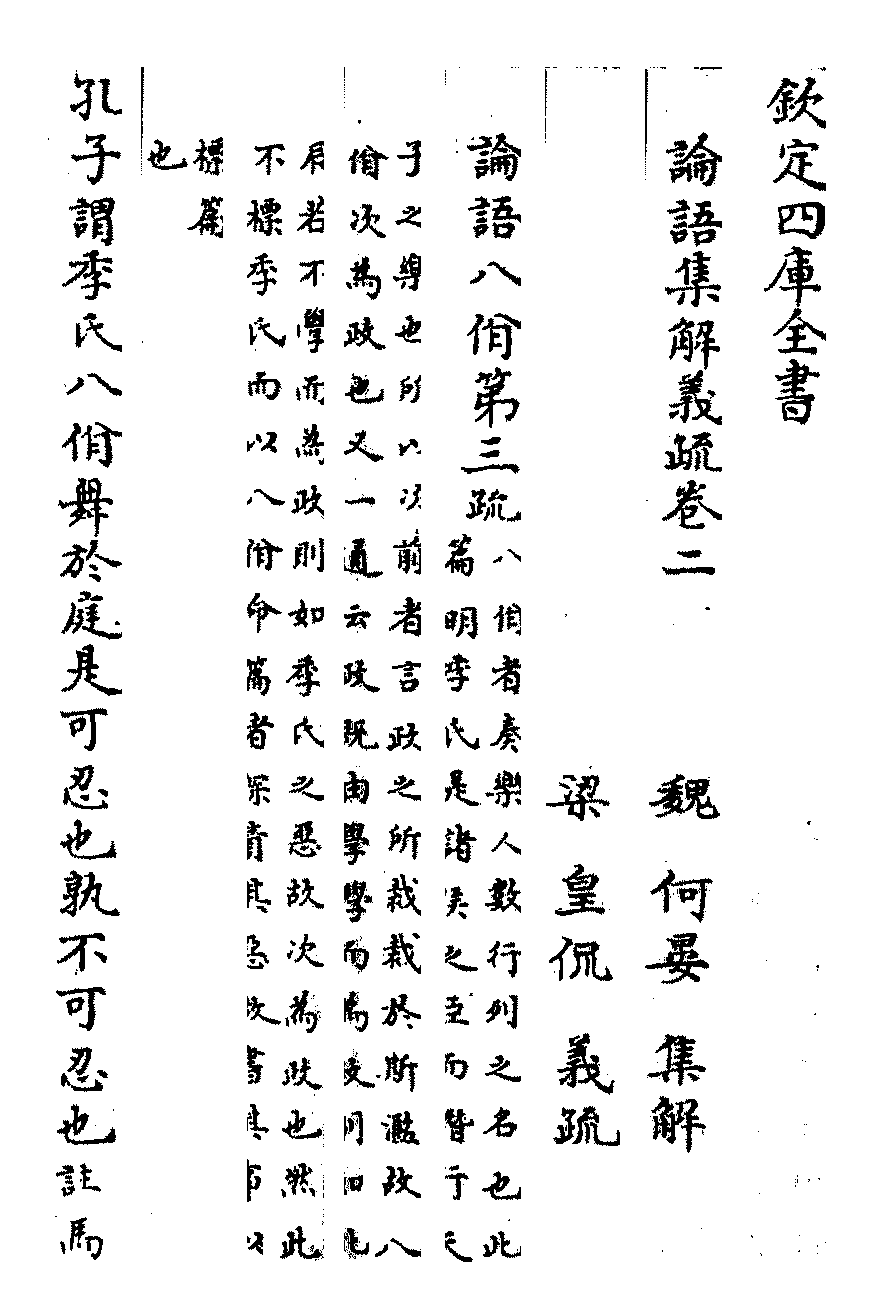 欽定四庫全書
論語集解義疏卷二 魏 何晏 集解
梁 皇侃 義疏
論語八佾第三疏
八佾者奏樂人數行列之名也此
篇明季氏是諸侯之臣而僭行天
子之樂也所以次前者言政之所裁裁於斯濫故八
佾次為政也又一通云政既由學學而為政則如北
辰若不學而為政則如季氏之惡故次為政也然此
不標季氏而以八佾命篇者深責其惡故書其事以
標篇
也
孔子謂季氏八佾舞於庭是可忍也孰不可忍也註馬